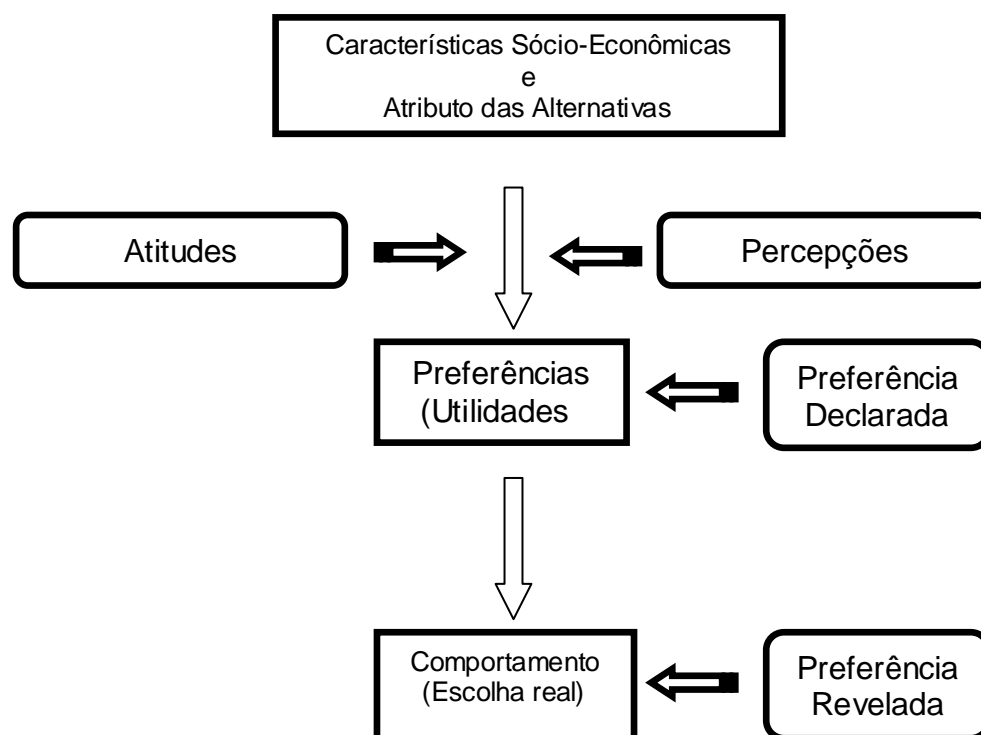 Características Sócio-Econômicas
e
Atributo das Alternativas
Atitudes
Percepções
Preferências
(Utilidades
Preferência
Declarada
Comportamento
(Escolha real)
Preferência
Revelada